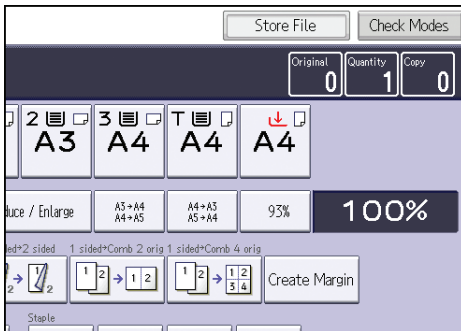 Store File Check Modes
Original Quantity Copy
0 1 0
2 3 T
A3 A4 A4 A4
duce / Enlarge A3→A4 A4→A3 93% 100%
A4→A5 A5→A4
ded→2 sided 1 sided→Comb 2 orig 1 sided→Comb 4 orig
→ 1 2 1 2 → 1 2 1 2 → 1 2 3 4 Create Margin
Staple